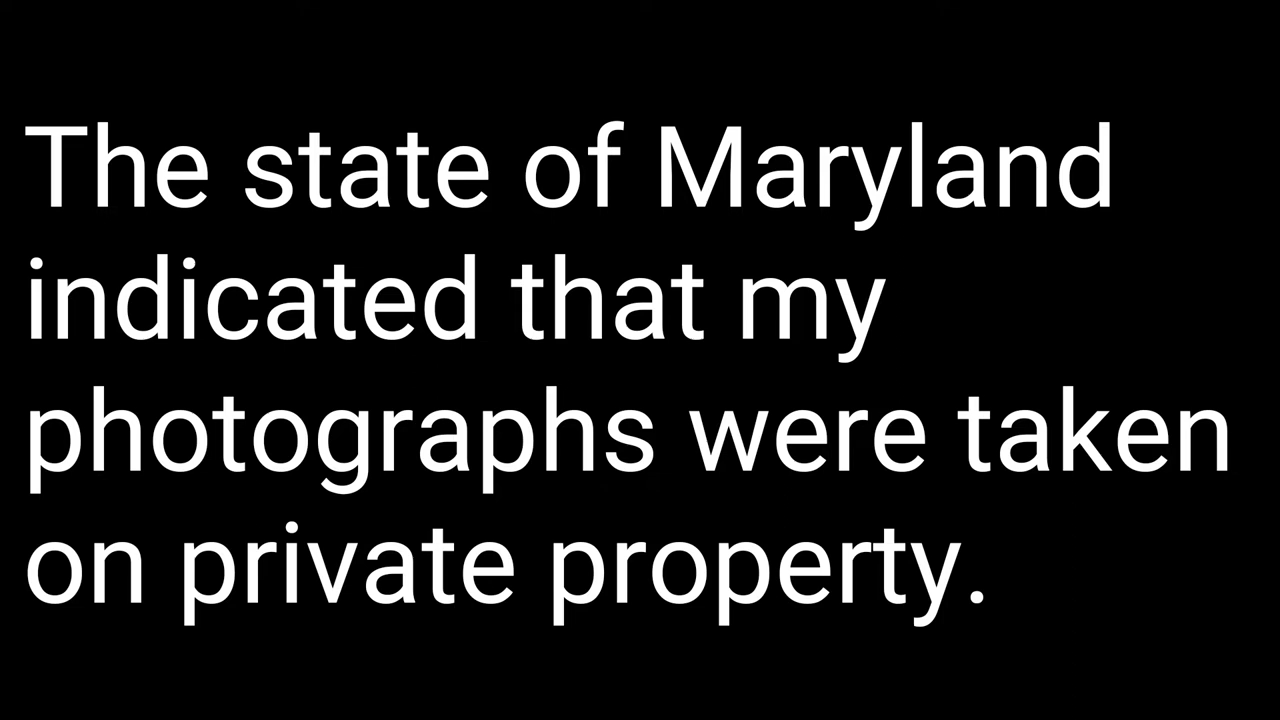 The state of Maryland
indicated that my
photographs were taken
on private property.